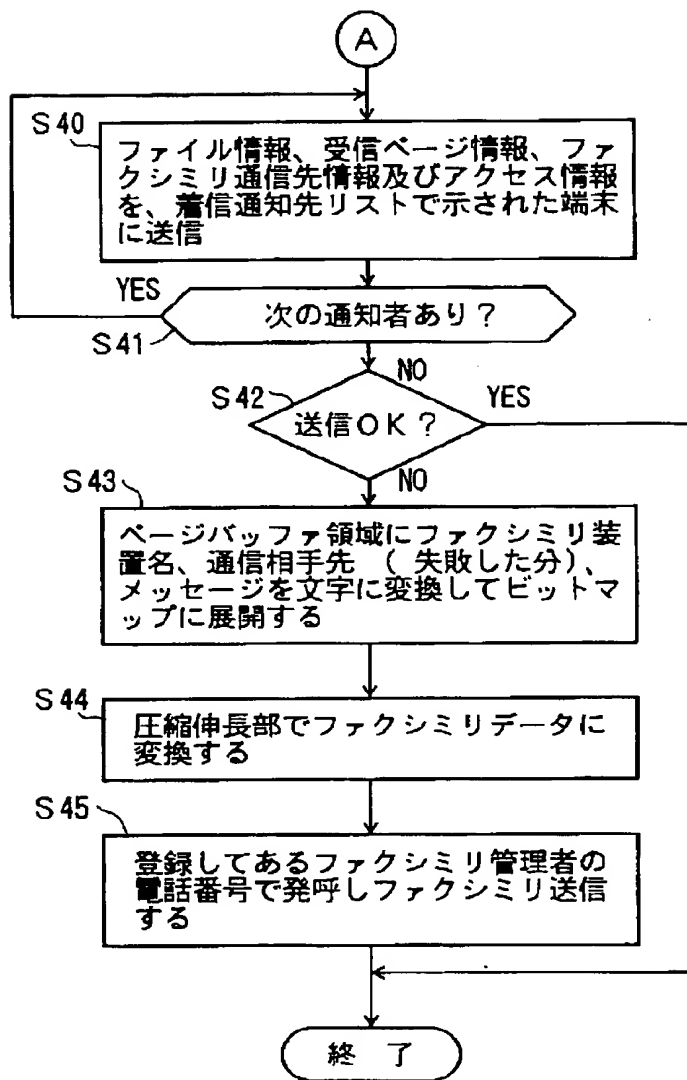 A
S40
ファイル情報、受信ページ情報、ファ
クシミリ通信先情報及びアクセス情報
を、着信通知先リストで示された端末
に送信
YES
次の通知者あり?
S41
NO
S42
YES
送信OK?
NO
S43
ページバッファ領域にファクシミリ装
置名、通信相手先 ( 失敗した分)、
メッセージを文字に変換してビットマ
ップに展開する
S44
圧縮伸長部でファクシミリデータに
変換する
S45
登録してあるファクシミリ管理者の
電話番号で発呼しファクシミリ送信
する
終 了